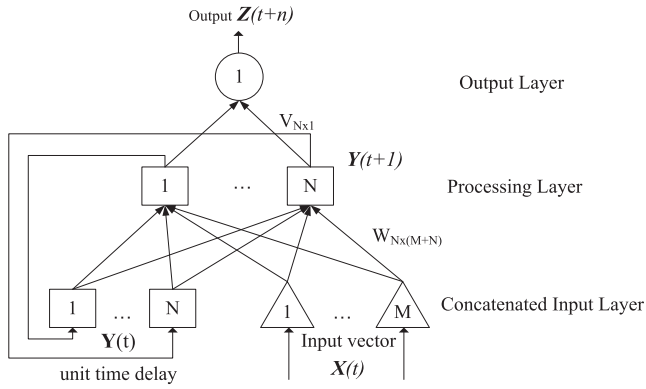 Output Z(t+n)
1
Output Layer
V_Nx1
Y(t+1)
1 ... N
Processing Layer
W_Nx(M+N)
1 ... N 1 ... M
Concatenated Input Layer
Y(t)
Input vector
X(t)
unit time delay